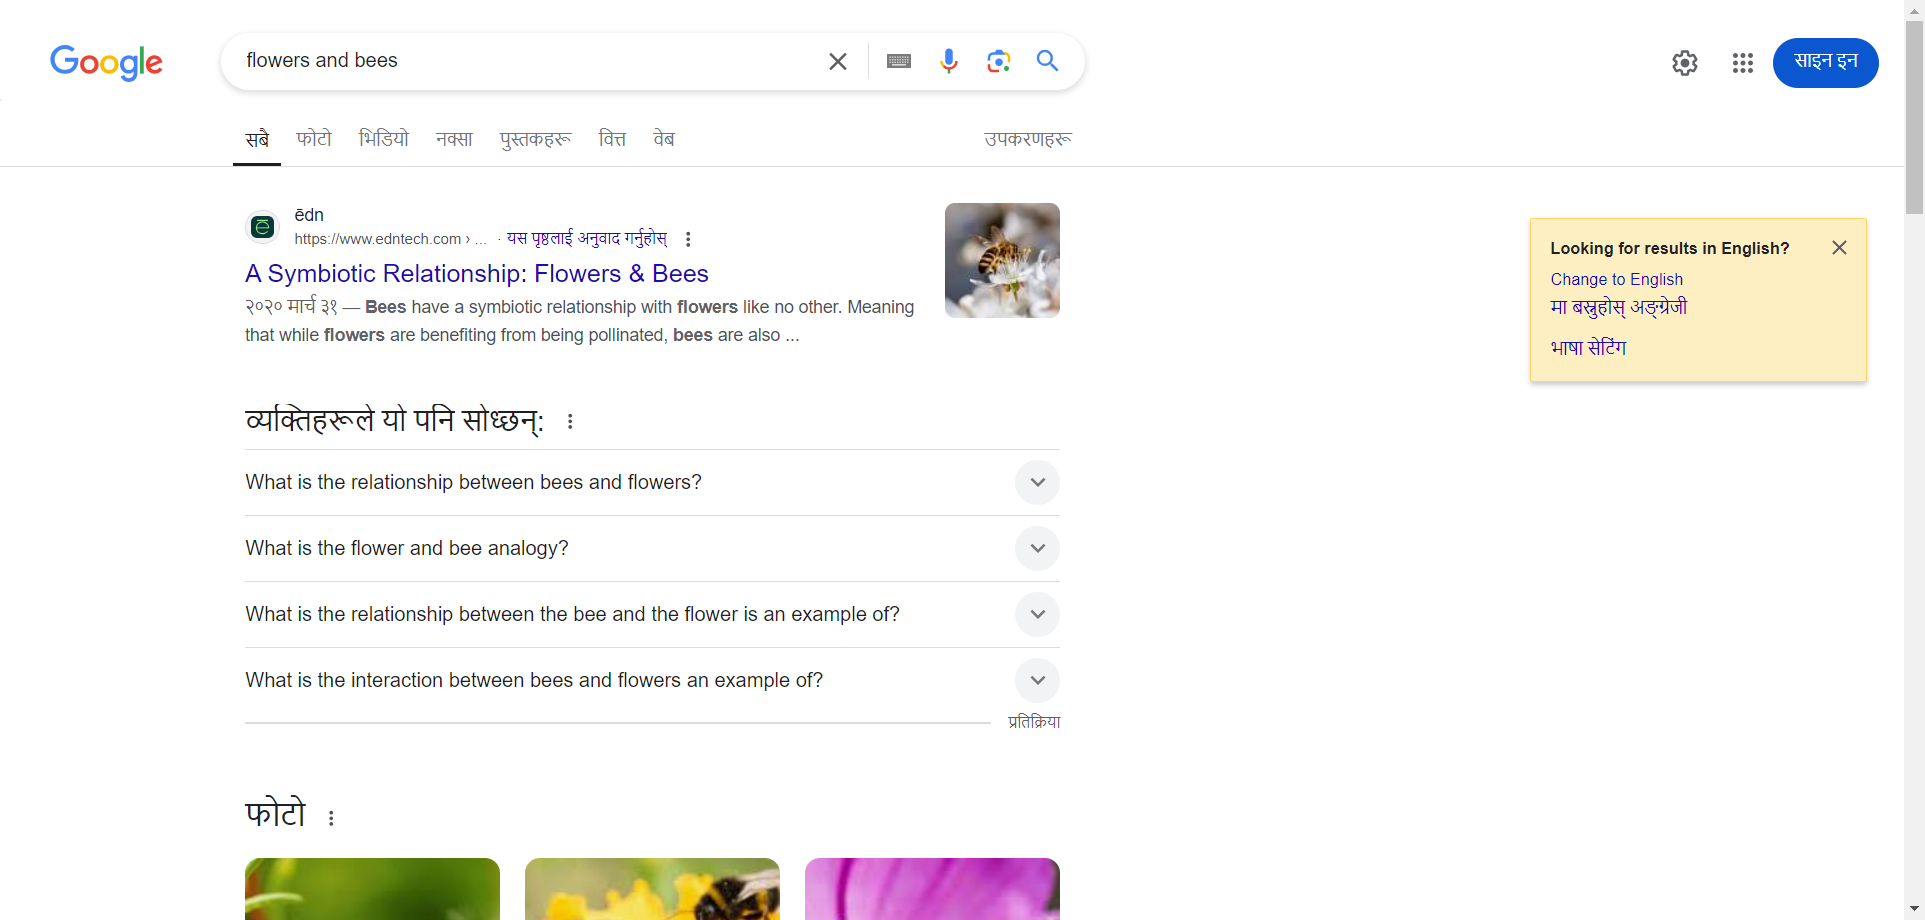 Google
flowers and bees
साइन इन
सबै फोटो भिडियो नक्सा पुस्तकहरू वित्त वेब उपकरणहरू
ēdn
https://www.edntech.com › ... · यस पृष्ठलाई अनुवाद गर्नुहोस्
A Symbiotic Relationship: Flowers & Bees
२०२० मार्च ३१ — Bees have a symbiotic relationship with flowers like no other. Meaning
that while flowers are benefiting from being pollinated, bees are also ...
Looking for results in English?
Change to English
मा बस्नुहोस् अङ्ग्रेजी
भाषा सेटिंग
व्यक्तिहरूले यो पनि सोध्छन्:
What is the relationship between bees and flowers?
What is the flower and bee analogy?
What is the relationship between the bee and the flower is an example of?
What is the interaction between bees and flowers an example of?
प्रतिक्रिया
फोटो